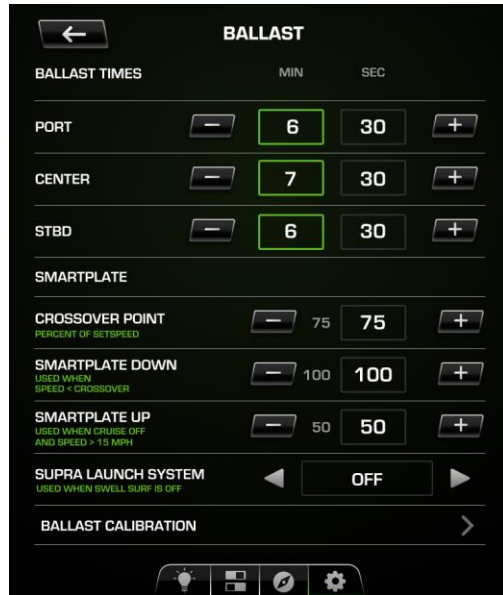 BALLAST
BALLAST TIMES MIN SEC
PORT − 6 30 +
CENTER − 7 30 +
STBD − 6 30 +
SMARTPLATE
CROSSOVER POINT − 75 75 +
PERCENT OF SETSPEED
SMARTPLATE DOWN − 100 100 +
USED WHEN
SPEED < CROSSOVER
SMARTPLATE UP − 50 50 +
USED WHEN CRUISE OFF
AND SPEED > 15 MPH
SUPRA LAUNCH SYSTEM OFF
USED WHEN SWELL SURF IS OFF
BALLAST CALIBRATION